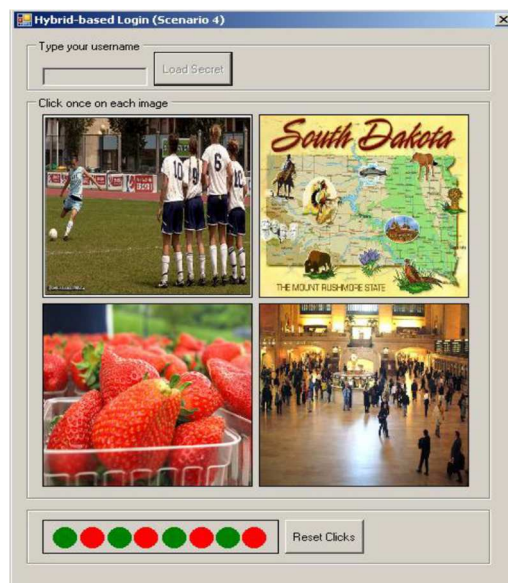 Hybrid-based Login (Scenario 4)
Type your username
Load Secret
Click once on each image
10 9 6 10
South Dakota
THE MOUNT RUSHMORE STATE
Reset Clicks